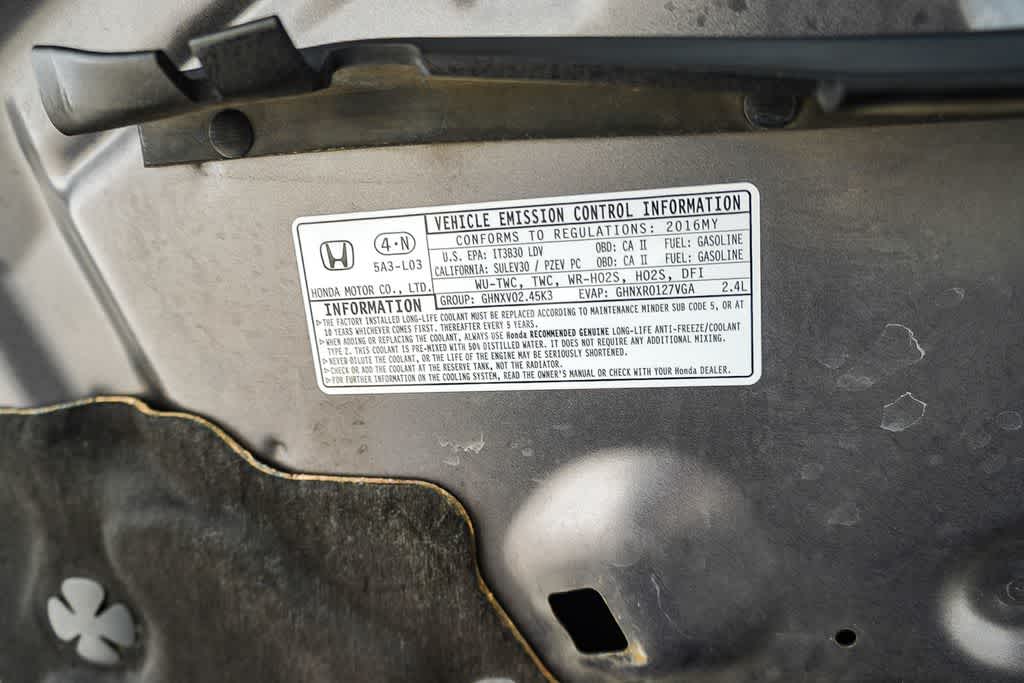 VEHICLE EMISSION CONTROL INFORMATION
4·N
5A3-L03
HONDA MOTOR CO., LTD.
CONFORMS TO REGULATIONS: 2016MY
U.S. EPA: IT3B30 LDV OBD: CA II FUEL: GASOLINE
CALIFORNIA: SULEV30 / PZEV PC OBD: CA II FUEL: GASOLINE
WU-TWC, TWC, WR-HO2S, HO2S, DFI
GROUP: GHNXV02.45K3 EVAP: GHNXR0127VGA 2.4L
INFORMATION
▷THE FACTORY INSTALLED LONG-LIFE COOLANT MUST BE REPLACED ACCORDING TO MAINTENANCE MINDER SUB CODE 5, OR AT
10 YEARS WHICHEVER COMES FIRST. THEREAFTER EVERY 5 YEARS.
▷WHEN ADDING OR REPLACING THE COOLANT, ALWAYS USE Honda RECOMMENDED GENUINE LONG-LIFE ANTI-FREEZE/COOLANT
TYPE 2. THIS COOLANT IS PRE-MIXED WITH 50% DISTILLED WATER. IT DOES NOT REQUIRE ANY ADDITIONAL MIXING.
▷NEVER DILUTE THE COOLANT, OR THE LIFE OF THE ENGINE MAY BE SERIOUSLY SHORTENED.
▷CHECK OR ADD THE COOLANT AT THE RESERVE TANK, NOT THE RADIATOR.
▷FOR FURTHER INFORMATION ON THE COOLING SYSTEM, READ THE OWNER'S MANUAL OR CHECK WITH YOUR Honda DEALER.